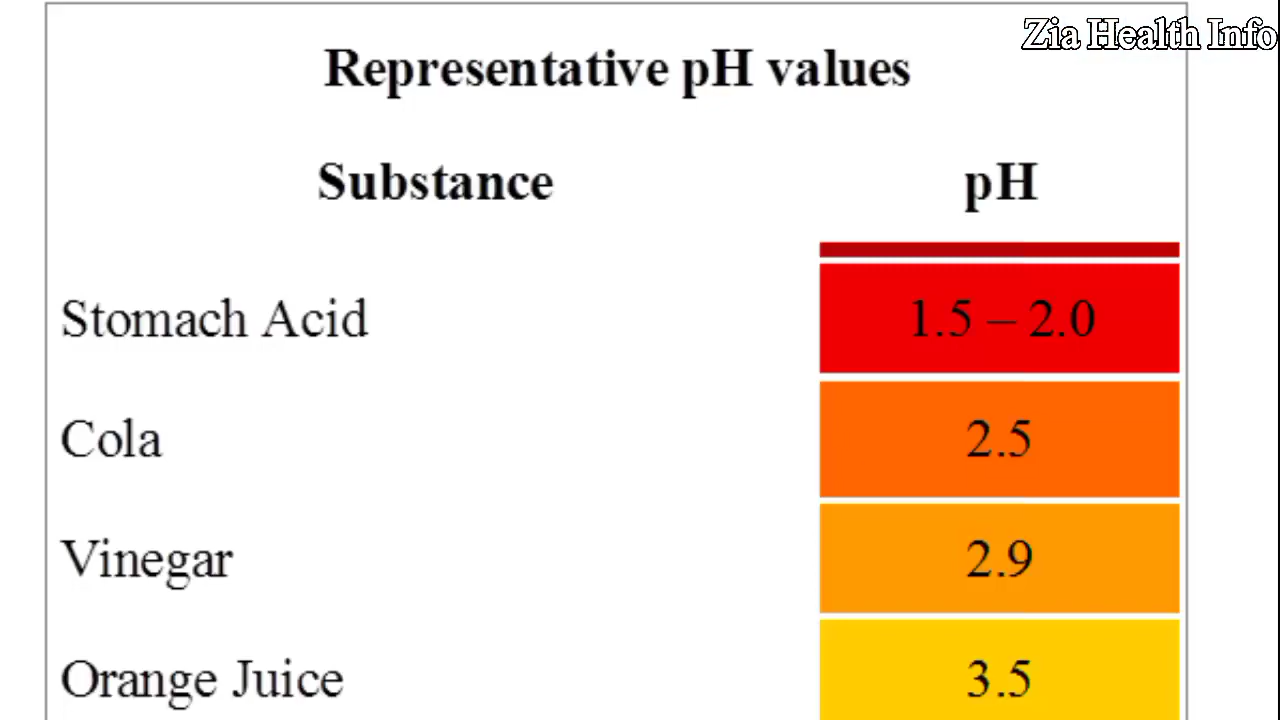 Zia Health Info
Representative pH values
Substance pH
Stomach Acid 1.5 – 2.0
Cola 2.5
Vinegar 2.9
Orange Juice 3.5